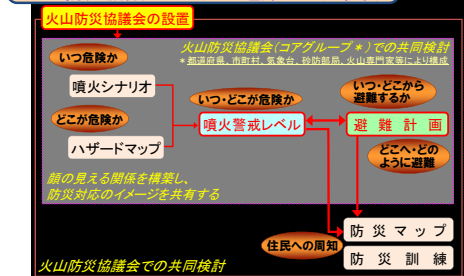 火山防災協議会の設置
火山防災協議会(コアグループ＊)での共同検討
＊都道府県、市町村、気象台、砂防部局、火山専門家等により構成
いつ危険か
噴火シナリオ
いつ・どこが危険か
いつ・どこから
避難するか
どこが危険か
噴火警戒レベル
避難計画
ハザードマップ
どこへ・どの
ように避難
顔の見える関係を構築し、
防災対応のイメージを共有する
防災マップ
住民への周知
防災訓練
火山防災協議会での共同検討